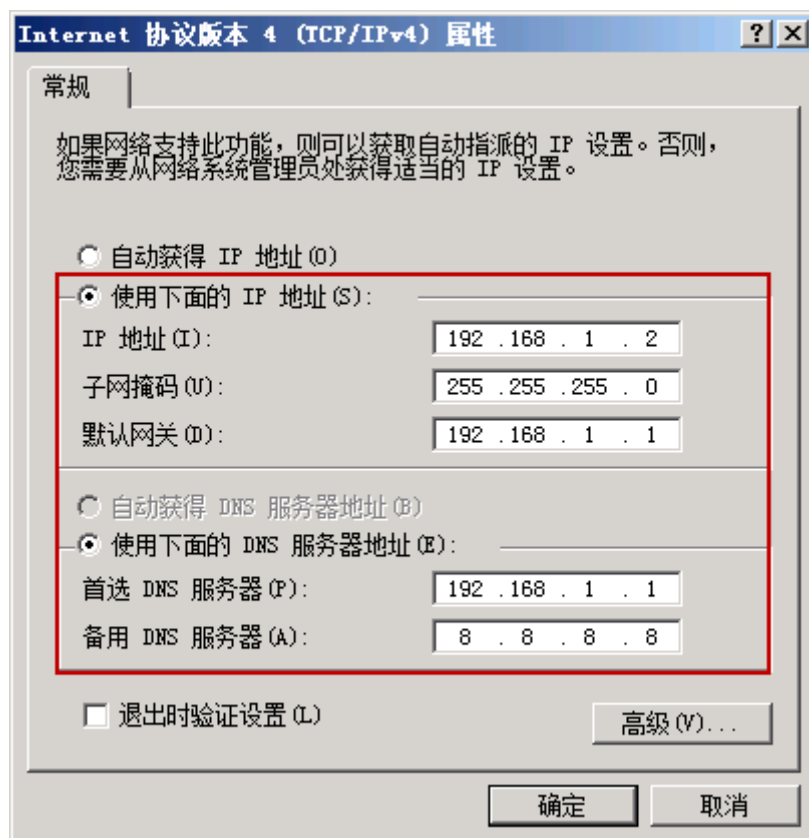 Internet 协议版本 4 (TCP/IPv4) 属性
常规
如果网络支持此功能，则可以获取自动指派的 IP 设置。否则，
您需要从网络系统管理员处获得适当的 IP 设置。
自动获得 IP 地址(O)
使用下面的 IP 地址(S):
IP 地址(I): 192 .168 . 1 . 2
子网掩码(U): 255 .255 .255 . 0
默认网关(D): 192 .168 . 1 . 1
自动获得 DNS 服务器地址(B)
使用下面的 DNS 服务器地址(E):
首选 DNS 服务器(P): 192 .168 . 1 . 1
备用 DNS 服务器(A): 8 . 8 . 8 . 8
退出时验证设置(L)
高级(V)...
确定 取消